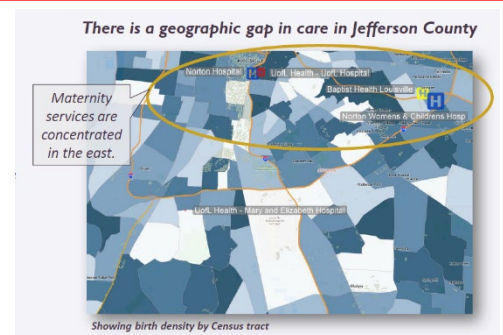 There is a geographic gap in care in Jefferson County
Norton Hospital
UofL Health - UofL Hospital
Baptist Health Louisville
Maternity
services are
concentrated
in the east.
Norton Womens & Childrens Hosp
UofL Health - Mary and Elizabeth Hospital
Showing birth density by Census tract